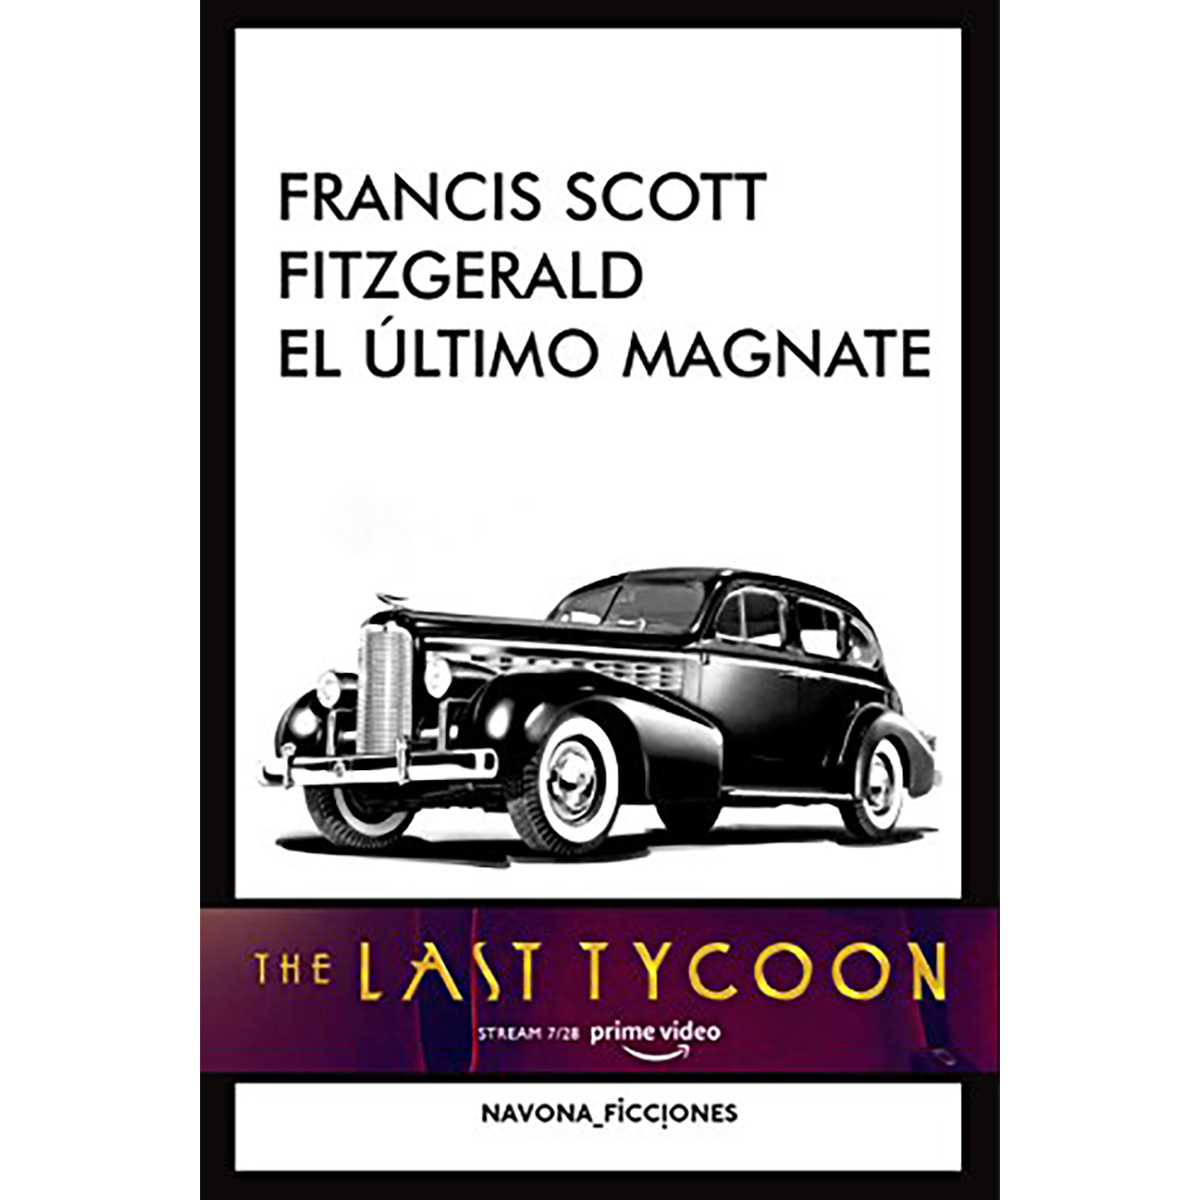 FRANCIS SCOTT
FITZGERALD
EL ÚLTIMO MAGNATE
THE LAST TYCOON
STREAM 7/28 prime video
NAVONA_FICCIONES